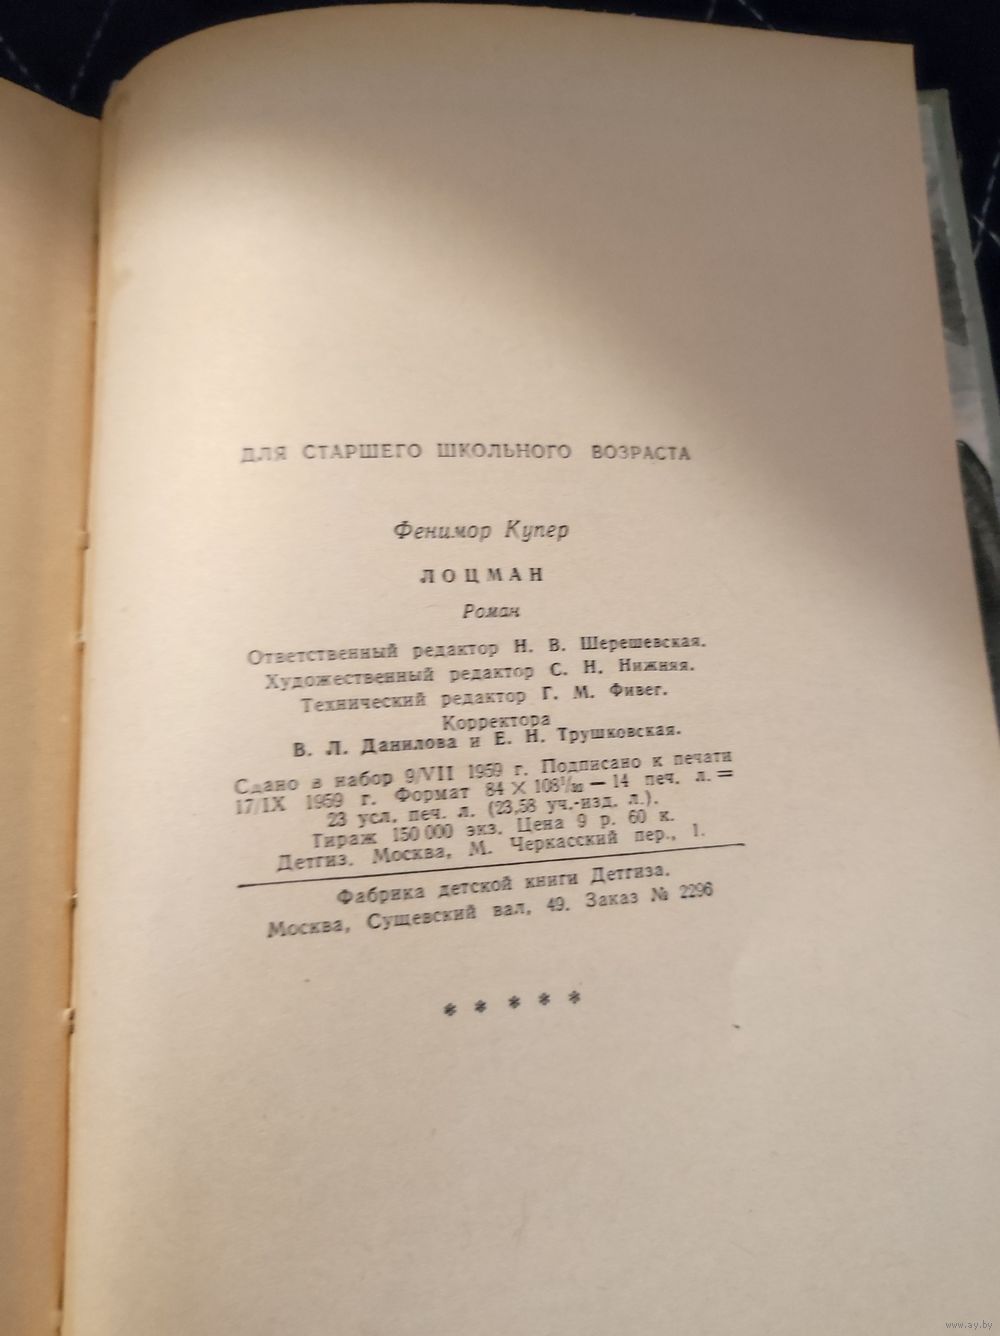 ДЛЯ СТАРШЕГО ШКОЛЬНОГО ВОЗРАСТА
Фенимор Купер
ЛОЦМАН
Роман
Ответственный редактор Н. В. Шерешевская.
Художественный редактор С. Н. Нижняя.
Технический редактор Г. М. Фивег.
Корректора
В. Л. Данилова и Е. Н. Трушковская.
Сдано в набор 9/VII 1959 г. Подписано к печати
17/IX 1959 г. Формат 84 × 108¹/₃₂ — 14 печ. л. =
23 усл. печ. л. (23,58 уч.-изд. л.).
Тираж 150 000 экз. Цена 9 р. 60 к.
Детгиз. Москва, М. Черкасский пер., 1.
Фабрика детской книги Детгиза.
Москва, Сущевский вал, 49. Заказ № 2296
* * * * *
www.ay.by